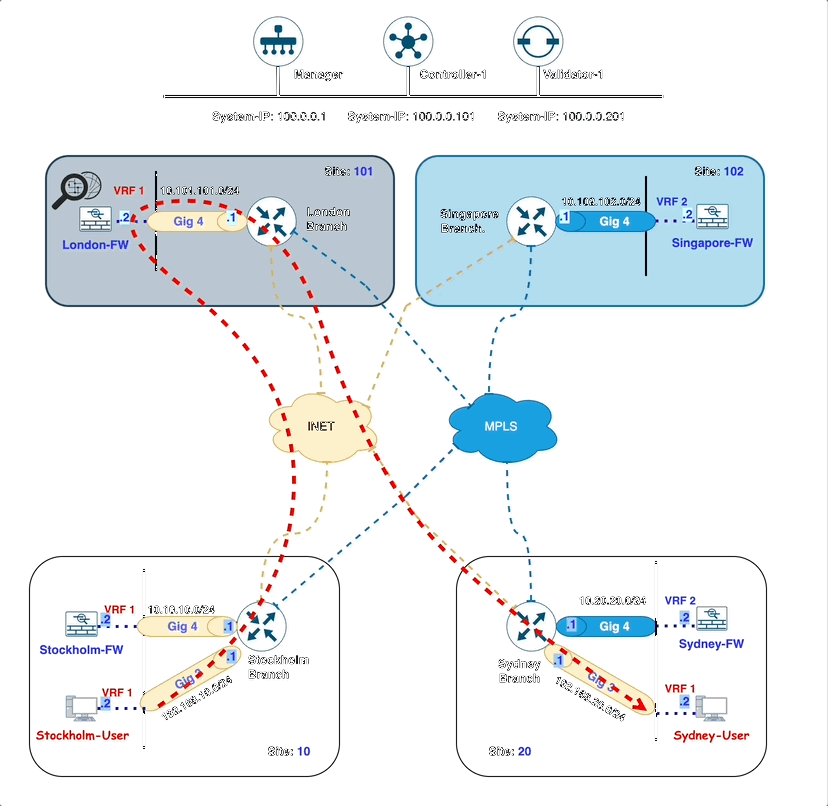 Manager
Controller-1
Validator-1
System-IP: 100.0.0.1
System-IP: 100.0.0.101
System-IP: 100.0.0.201
Site: 101
VRF 1
10.101.101.0/24
.2
Gig 4
.1
London
Branch
London-FW
Site: 102
Singapore
Branch.
10.102.102.0/24
VRF 2
.1
Gig 4
.2
Singapore-FW
INET
MPLS
VRF 1
10.10.10.0/24
.2
Gig 4
.1
Stockholm-FW
Stockholm
Branch
.1
Gig 3
192.168.10.0/24
VRF 1
.2
Stockholm-User
Site: 10
10.20.20.0/24
VRF 2
.1
Gig 4
.2
Sydney-FW
Sydney
Branch
.1
Gig 3
192.168.20.0/24
VRF 1
.2
Sydney-User
Site: 20